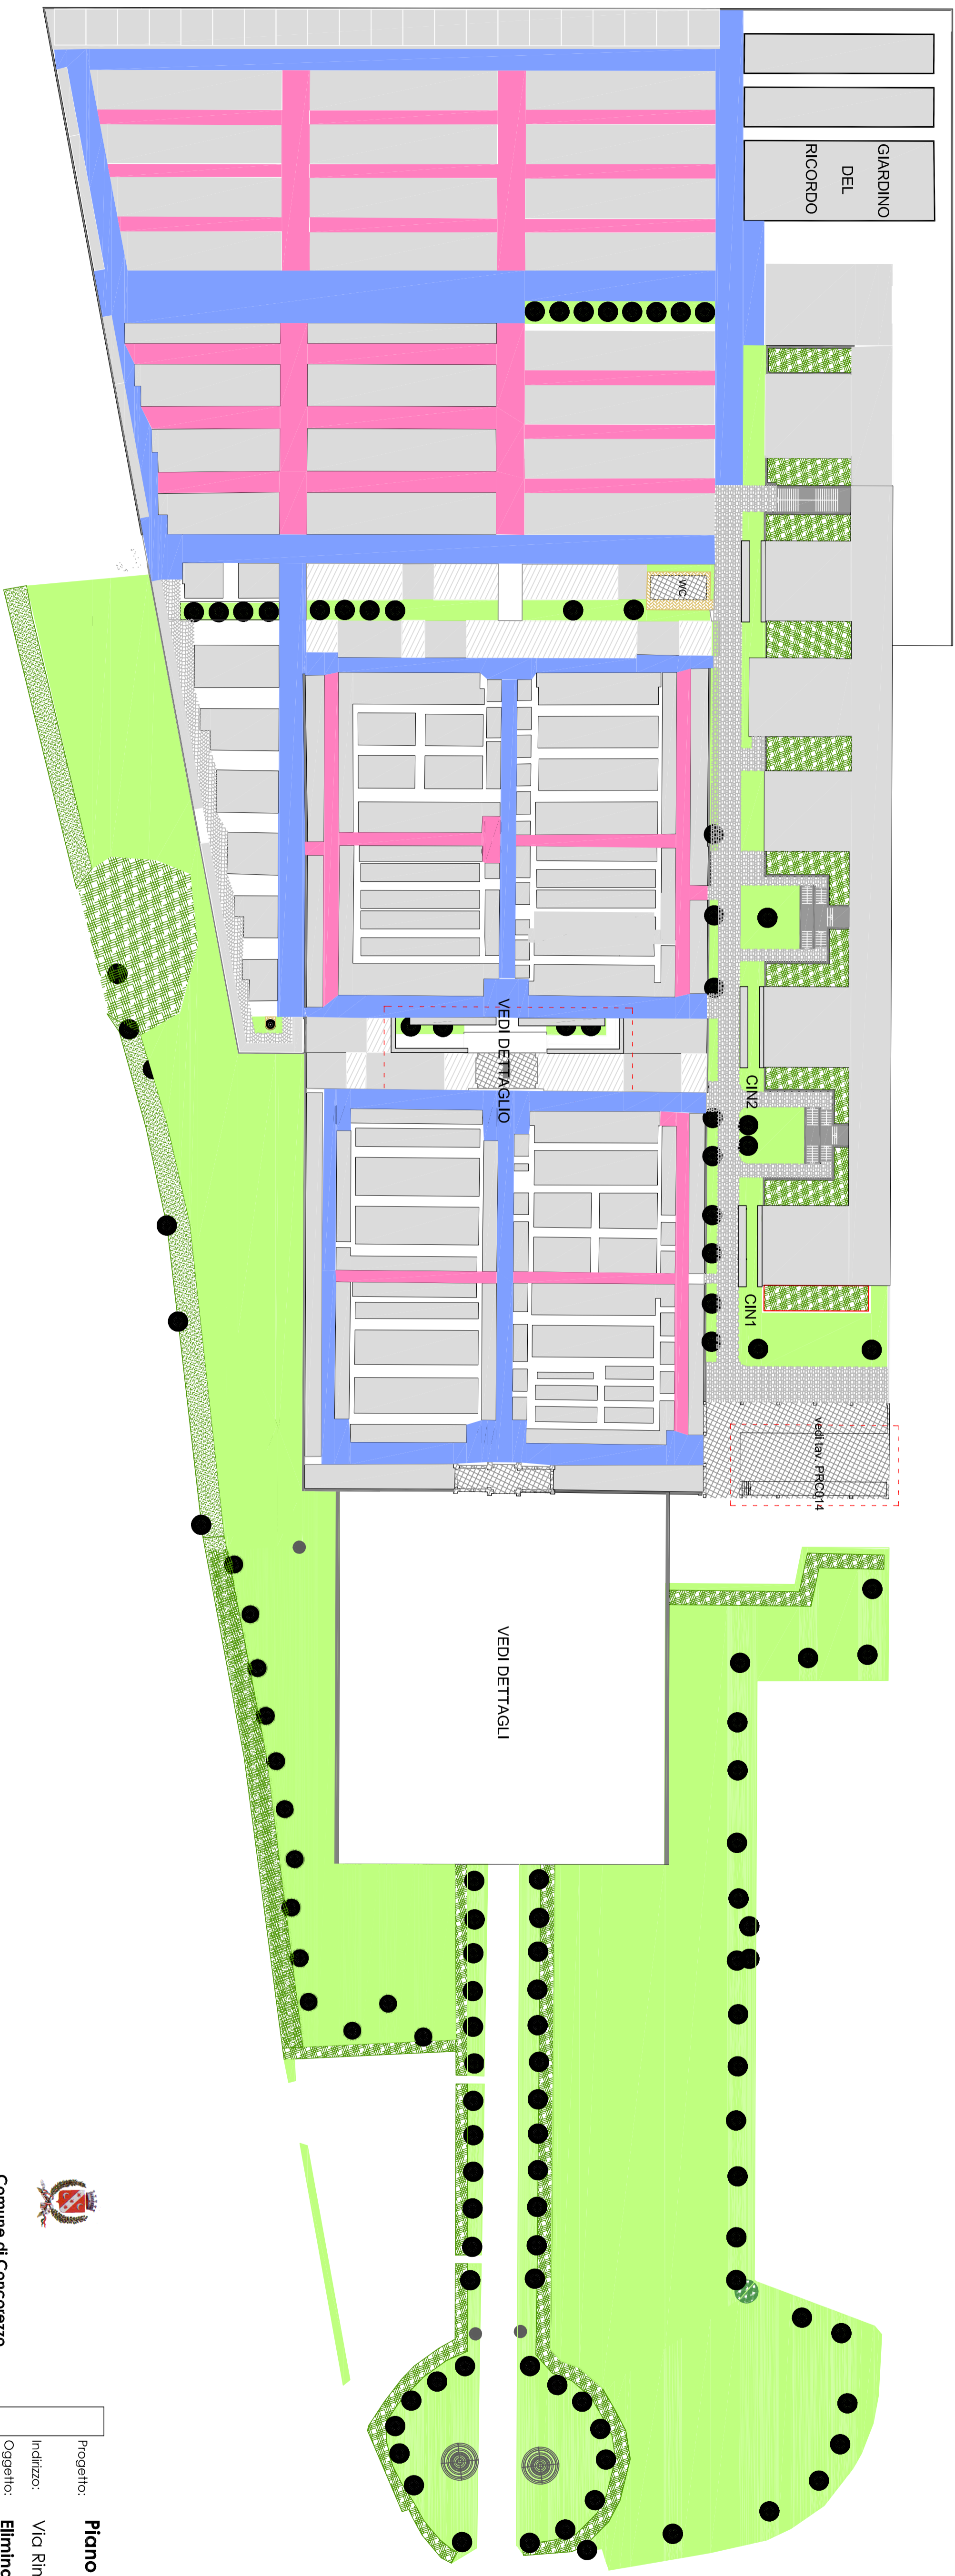 GIARDINO
DEL
RICORDO
WC
VEDI DETTAGLIO
CIN2
CIN1
vedi tav. PRC014
VEDI DETTAGLI
Comune di Concorezzo
Progetto:
Piano
Indirizzo:
Via Rin
Oggetto: